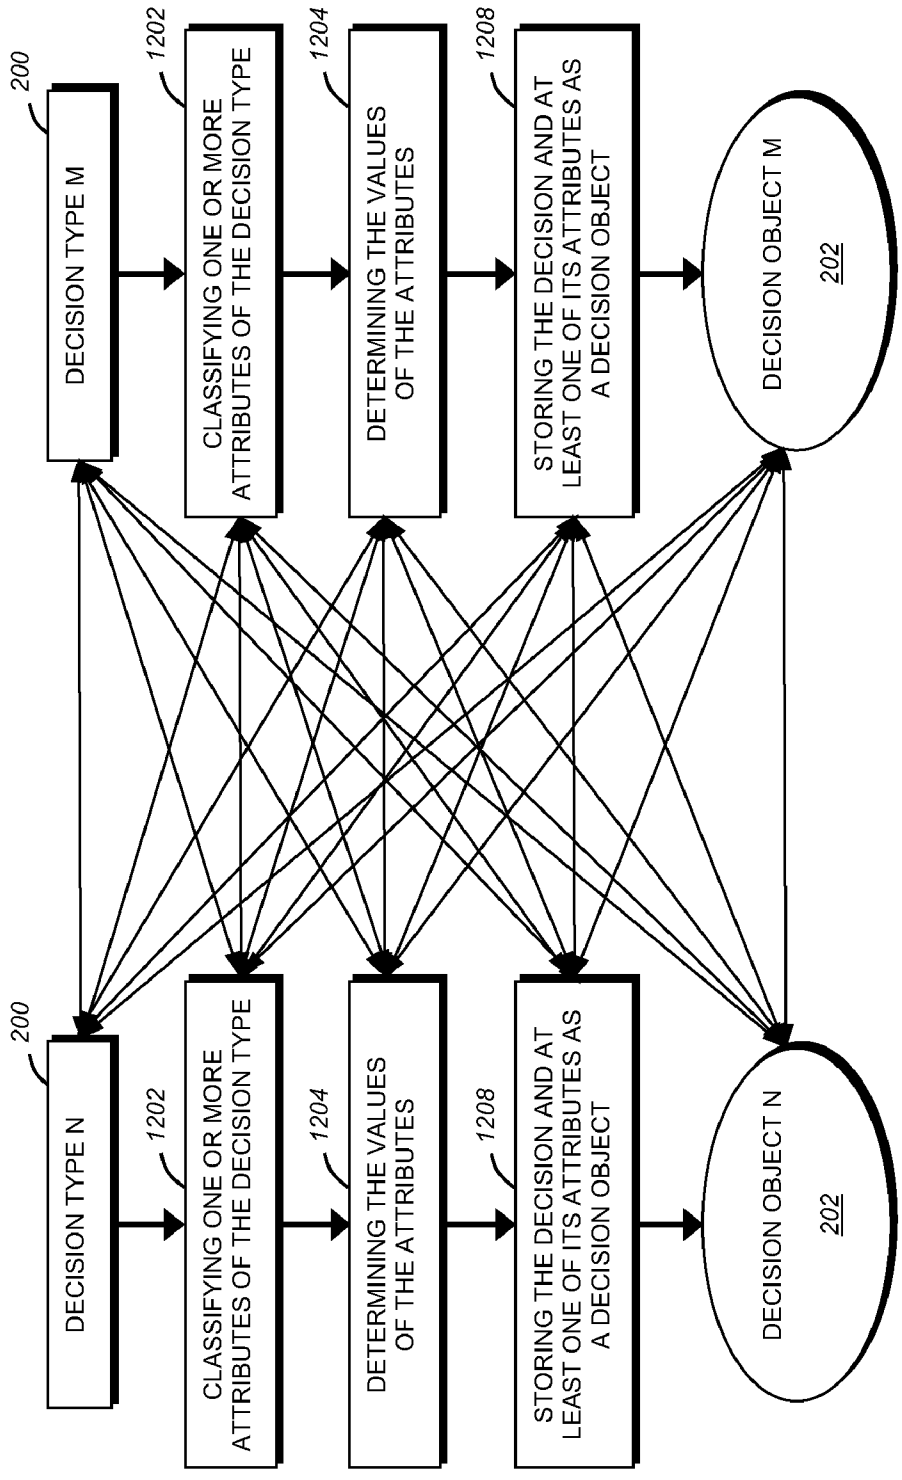 200
DECISION TYPE N
1202
CLASSIFYING ONE OR MORE
ATTRIBUTES OF THE DECISION TYPE
1204
DETERMINING THE VALUES
OF THE ATTRIBUTES
1208
STORING THE DECISION AND AT
LEAST ONE OF ITS ATTRIBUTES AS
A DECISION OBJECT
DECISION OBJECT N
202
200
DECISION TYPE M
1202
CLASSIFYING ONE OR MORE
ATTRIBUTES OF THE DECISION TYPE
1204
DETERMINING THE VALUES
OF THE ATTRIBUTES
1208
STORING THE DECISION AND AT
LEAST ONE OF ITS ATTRIBUTES AS
A DECISION OBJECT
DECISION OBJECT M
202